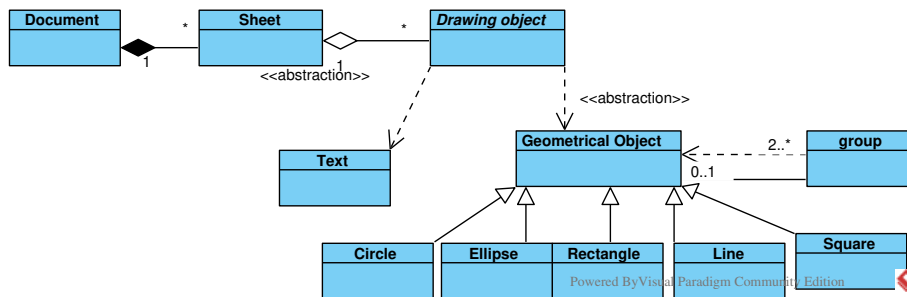 Document
*
Sheet
*
Drawing object
1
1
<<abstraction>>
<<abstraction>>
Geometrical Object
2..*
group
Text
0..1
Circle
Ellipse
Rectangle
Line
Square
Powered ByVisual Paradigm Community Edition